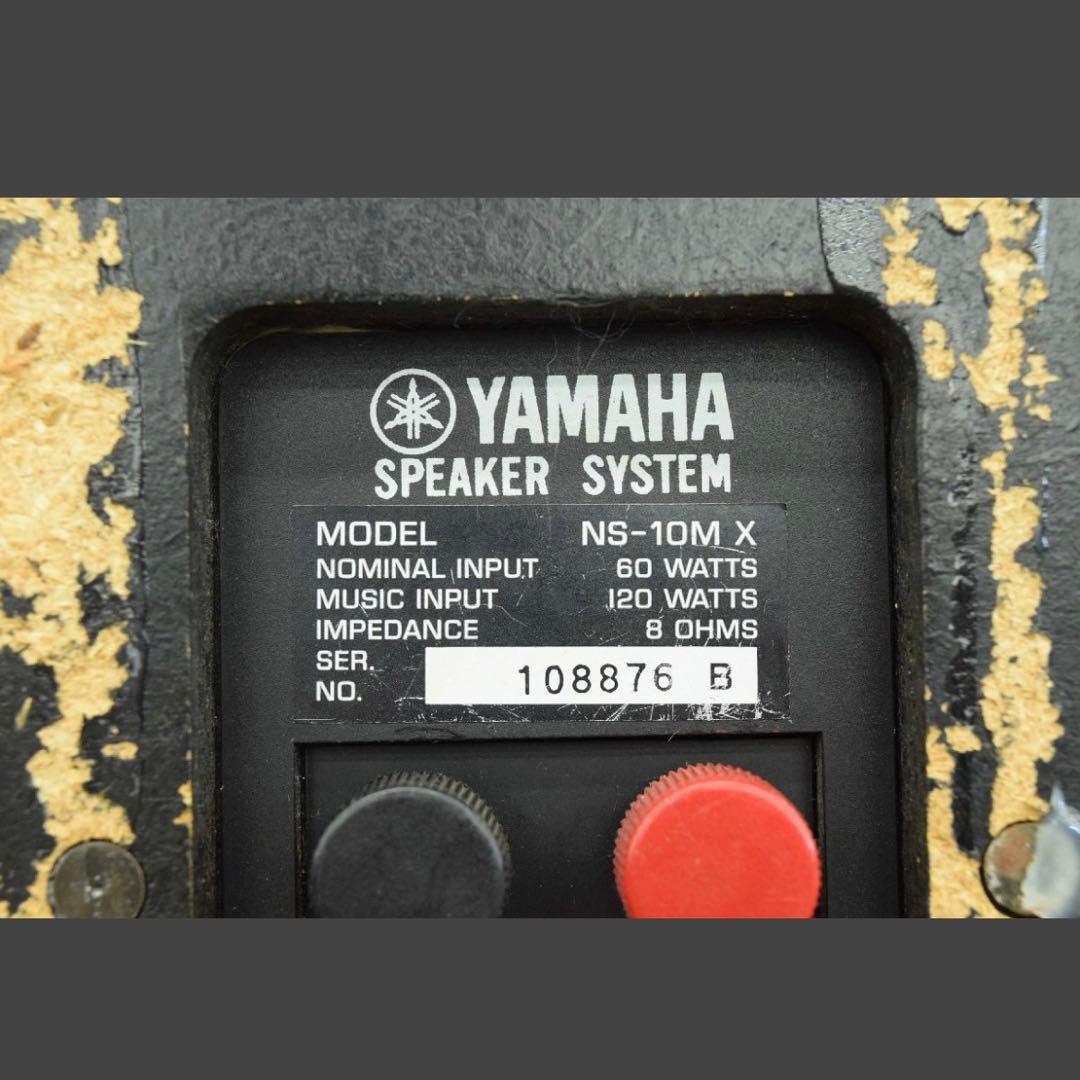 YAMAHA
SPEAKER SYSTEM
MODEL NS-10M X
NOMINAL INPUT 60 WATTS
MUSIC INPUT 120 WATTS
IMPEDANCE 8 OHMS
SER.
NO. 108876 B